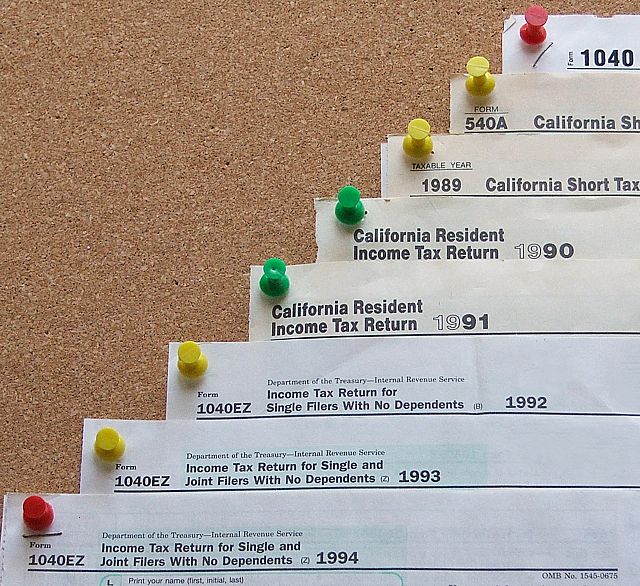 Form 1040
FORM
540A California Sh
TAXABLE YEAR
1989 California Short Tax
California Resident
Income Tax Return 1990
California Resident
Income Tax Return 1991
Department of the Treasury—Internal Revenue Service
Form Income Tax Return for
1040EZ Single Filers With No Dependents (B) 1992
Department of the Treasury—Internal Revenue Service
Form Income Tax Return for Single and
1040EZ Joint Filers With No Dependents (Z) 1993
Department of the Treasury—Internal Revenue Service
Form Income Tax Return for Single and
1040EZ Joint Filers With No Dependents (Z) 1994
Print your name (first, initial, last)
OMB No. 1545-0675